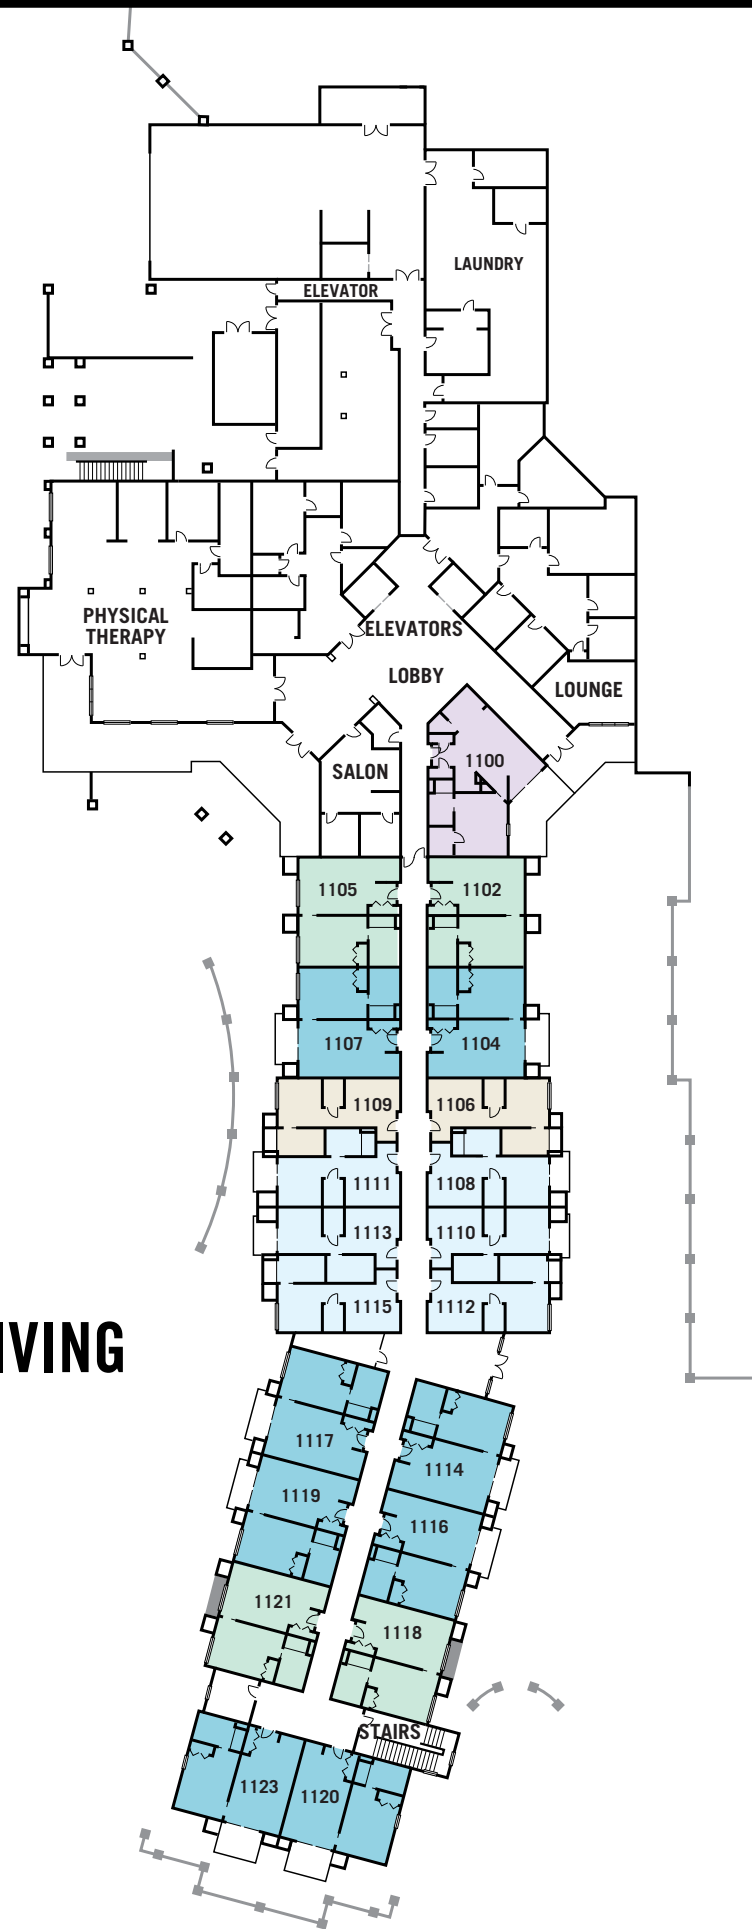 LAUNDRY
ELEVATOR
PHYSICAL
THERAPY
ELEVATORS
LOBBY
LOUNGE
SALON
1100
1105
1102
1107
1104
1109
1106
1111
1108
1113
1110
1115
1112
IVING
1117
1114
1119
1116
1121
1118
STAIRS
1123
1120